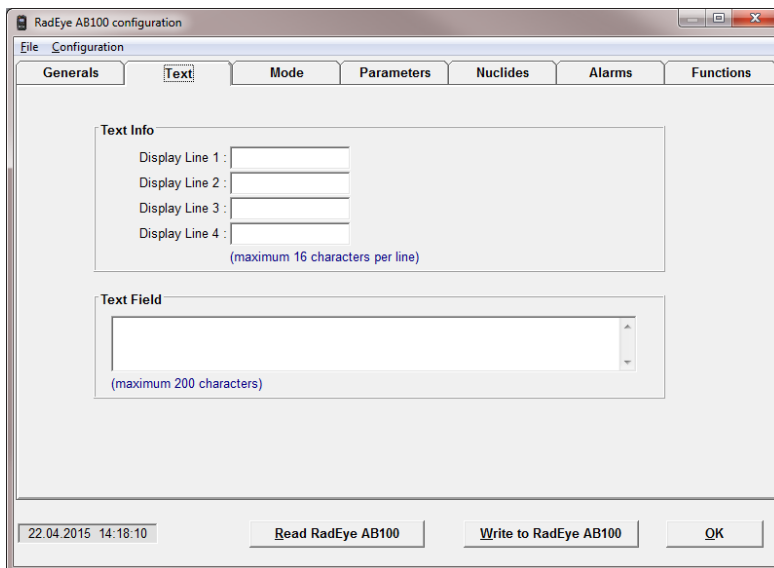 RadEye AB100 configuration
File Configuration
Generals Text Mode Parameters Nuclides Alarms Functions
Text Info
Display Line 1 :
Display Line 2 :
Display Line 3 :
Display Line 4 :
(maximum 16 characters per line)
Text Field
(maximum 200 characters)
22.04.2015 14:18:10 Read RadEye AB100 Write to RadEye AB100 OK